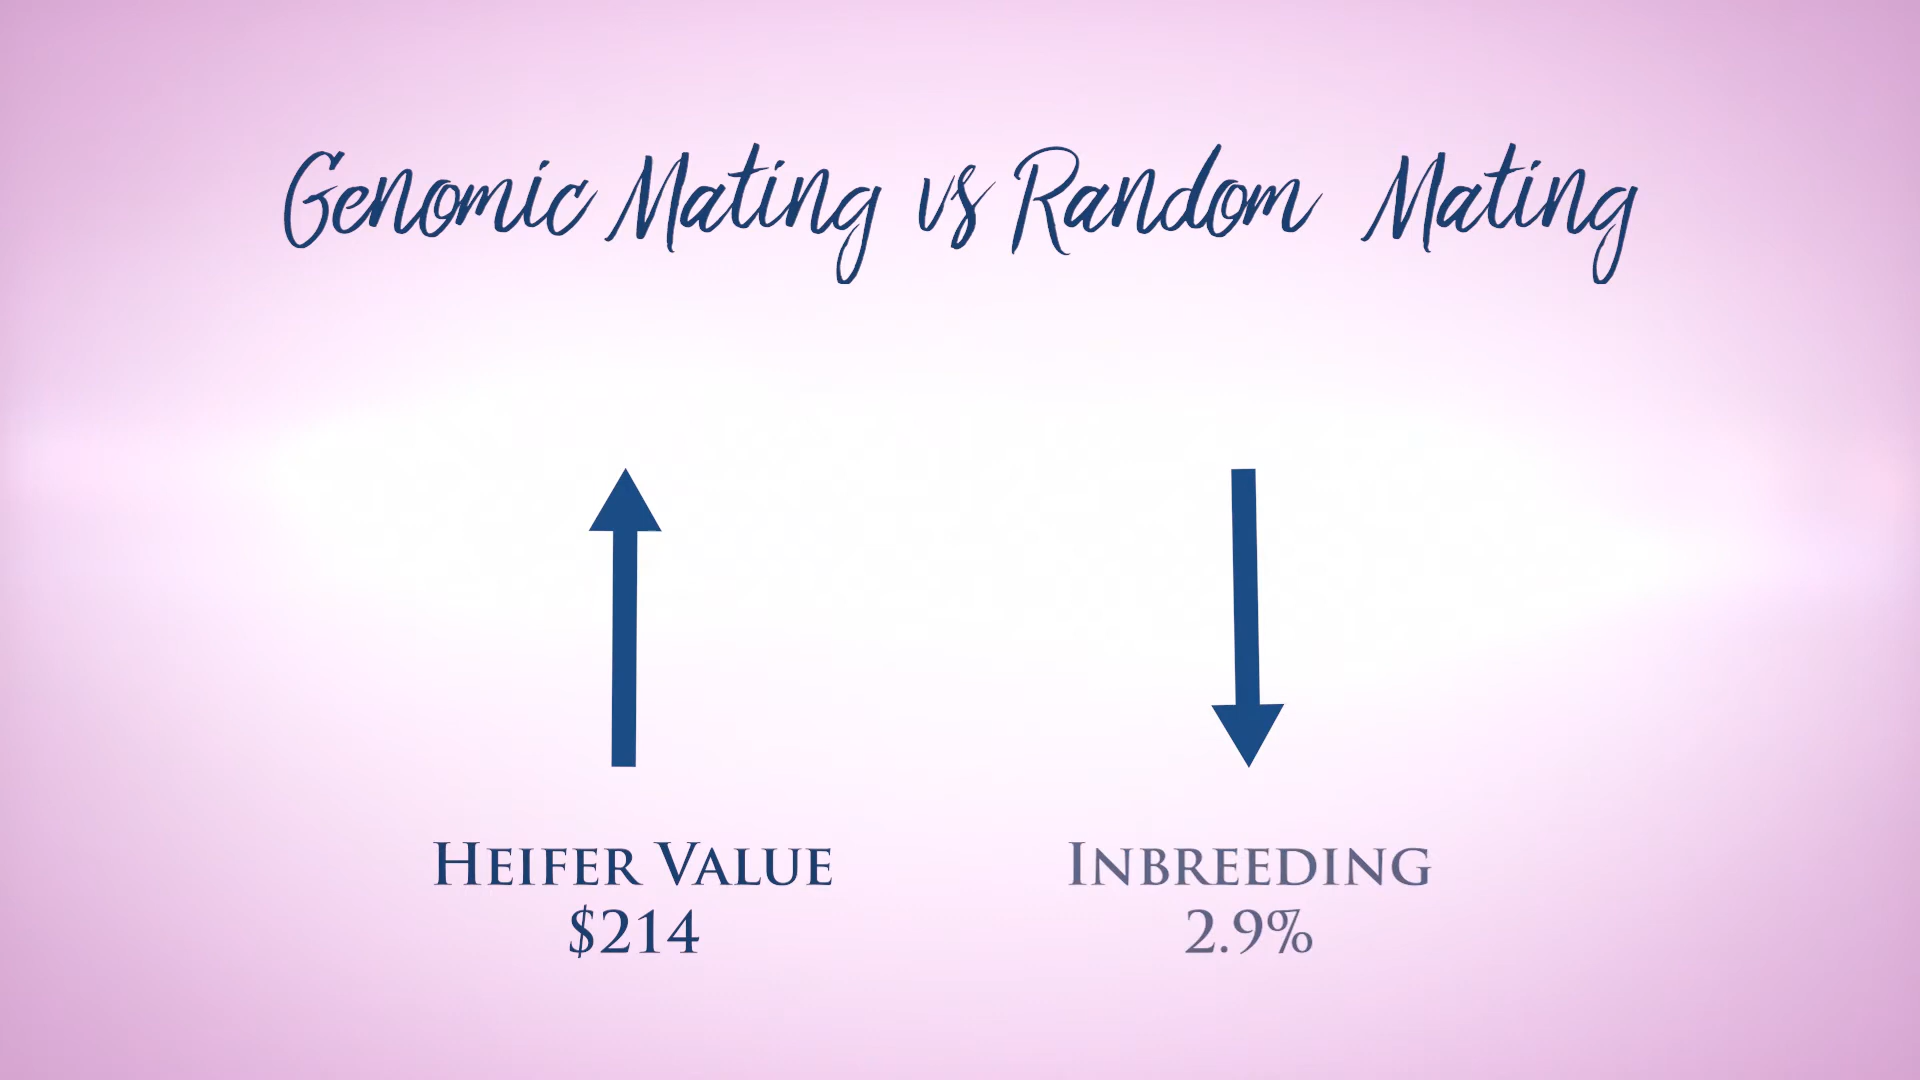 Genomic Mating vs Random Mating
Heifer Value
$214
Inbreeding
2.9%